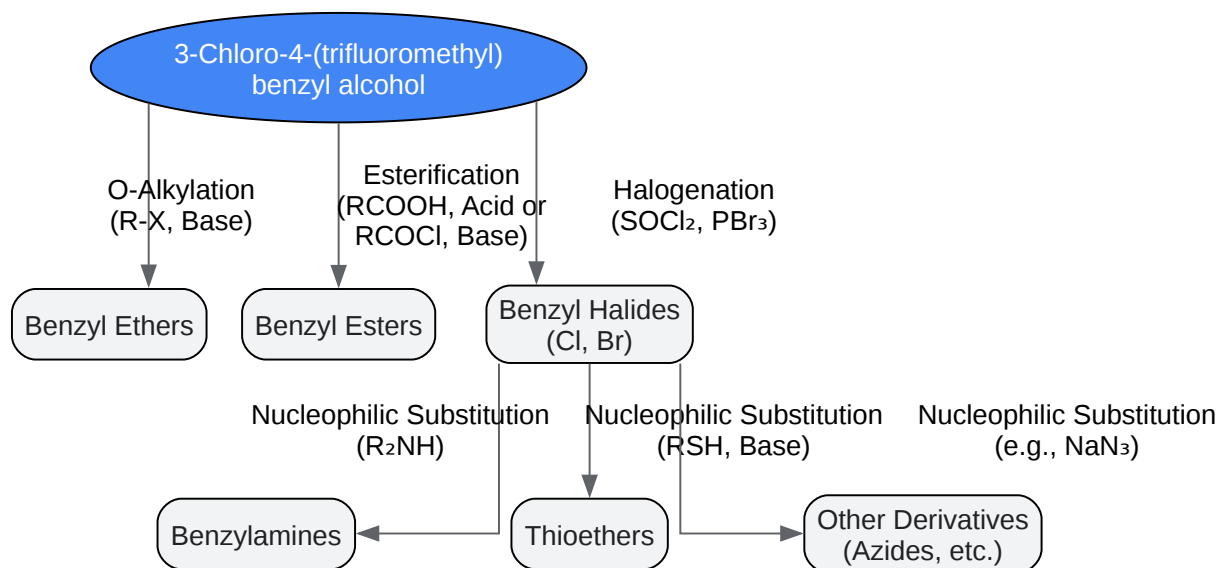 3-Chloro-4-(trifluoromethyl)
benzyl alcohol
O-Alkylation
(R-X, Base)
Esterification
(RCOOH, Acid or
RCOCl, Base)
Halogenation
(SOCl₂, PBr₃)
Benzyl Ethers
Benzyl Esters
Benzyl Halides
(Cl, Br)
Nucleophilic Substitution
(R₂NH)
Nucleophilic Substitution
(RSH, Base)
Nucleophilic Substitution
(e.g., NaN₃)
Benzylamines
Thioethers
Other Derivatives
(Azides, etc.)